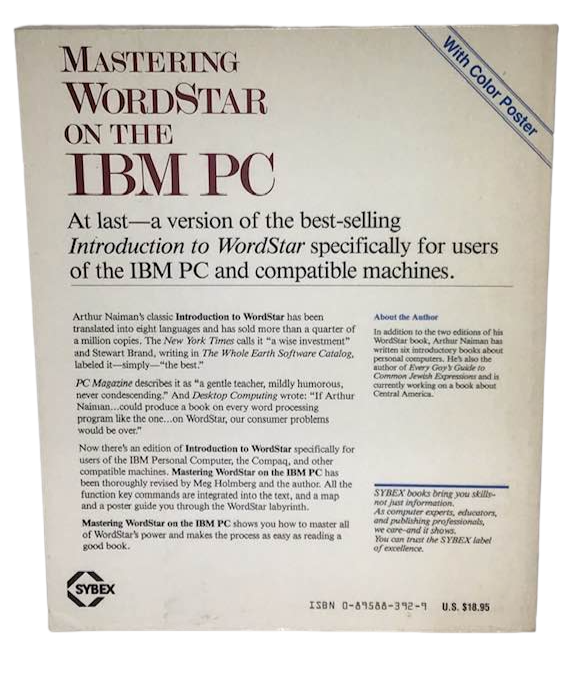 MASTERING
WORDSTAR
ON THE
IBM PC
With Color Poster
At last—a version of the best-selling
Introduction to WordStar specifically for users
of the IBM PC and compatible machines.
Arthur Naiman's classic Introduction to WordStar has been
translated into eight languages and has sold more than a quarter of
a million copies. The New York Times calls it "a wise investment"
and Stewart Brand, writing in The Whole Earth Software Catalog,
labeled it—simply—"the best."
PC Magazine describes it as "a gentle teacher, mildly humorous,
never condescending." And Desktop Computing wrote: "If Arthur
Naiman...could produce a book on every word processing
program like the one...on WordStar, our consumer problems
would be over."
Now there's an edition of Introduction to WordStar specifically for
users of the IBM Personal Computer, the Compaq, and other
compatible machines. Mastering WordStar on the IBM PC has
been thoroughly revised by Meg Holmberg and the author. All the
function key commands are integrated into the text, and a map
and a poster guide you through the WordStar labyrinth.
Mastering WordStar on the IBM PC shows you how to master all
of WordStar's power and makes the process as easy as reading a
good book.
About the Author
In addition to the two editions of his
WordStar book, Arthur Naiman has
written six introductory books about
personal computers. He's also the
author of Every Goy's Guide to
Common Jewish Expressions and is
currently working on a book about
Central America.
SYBEX books bring you skills-
not just information.
As computer experts, educators,
and publishing professionals,
we care-and it shows.
You can trust the SYBEX label
of excellence.
SYBEX
ISBN 0-89588-392-9 U.S. $18.95